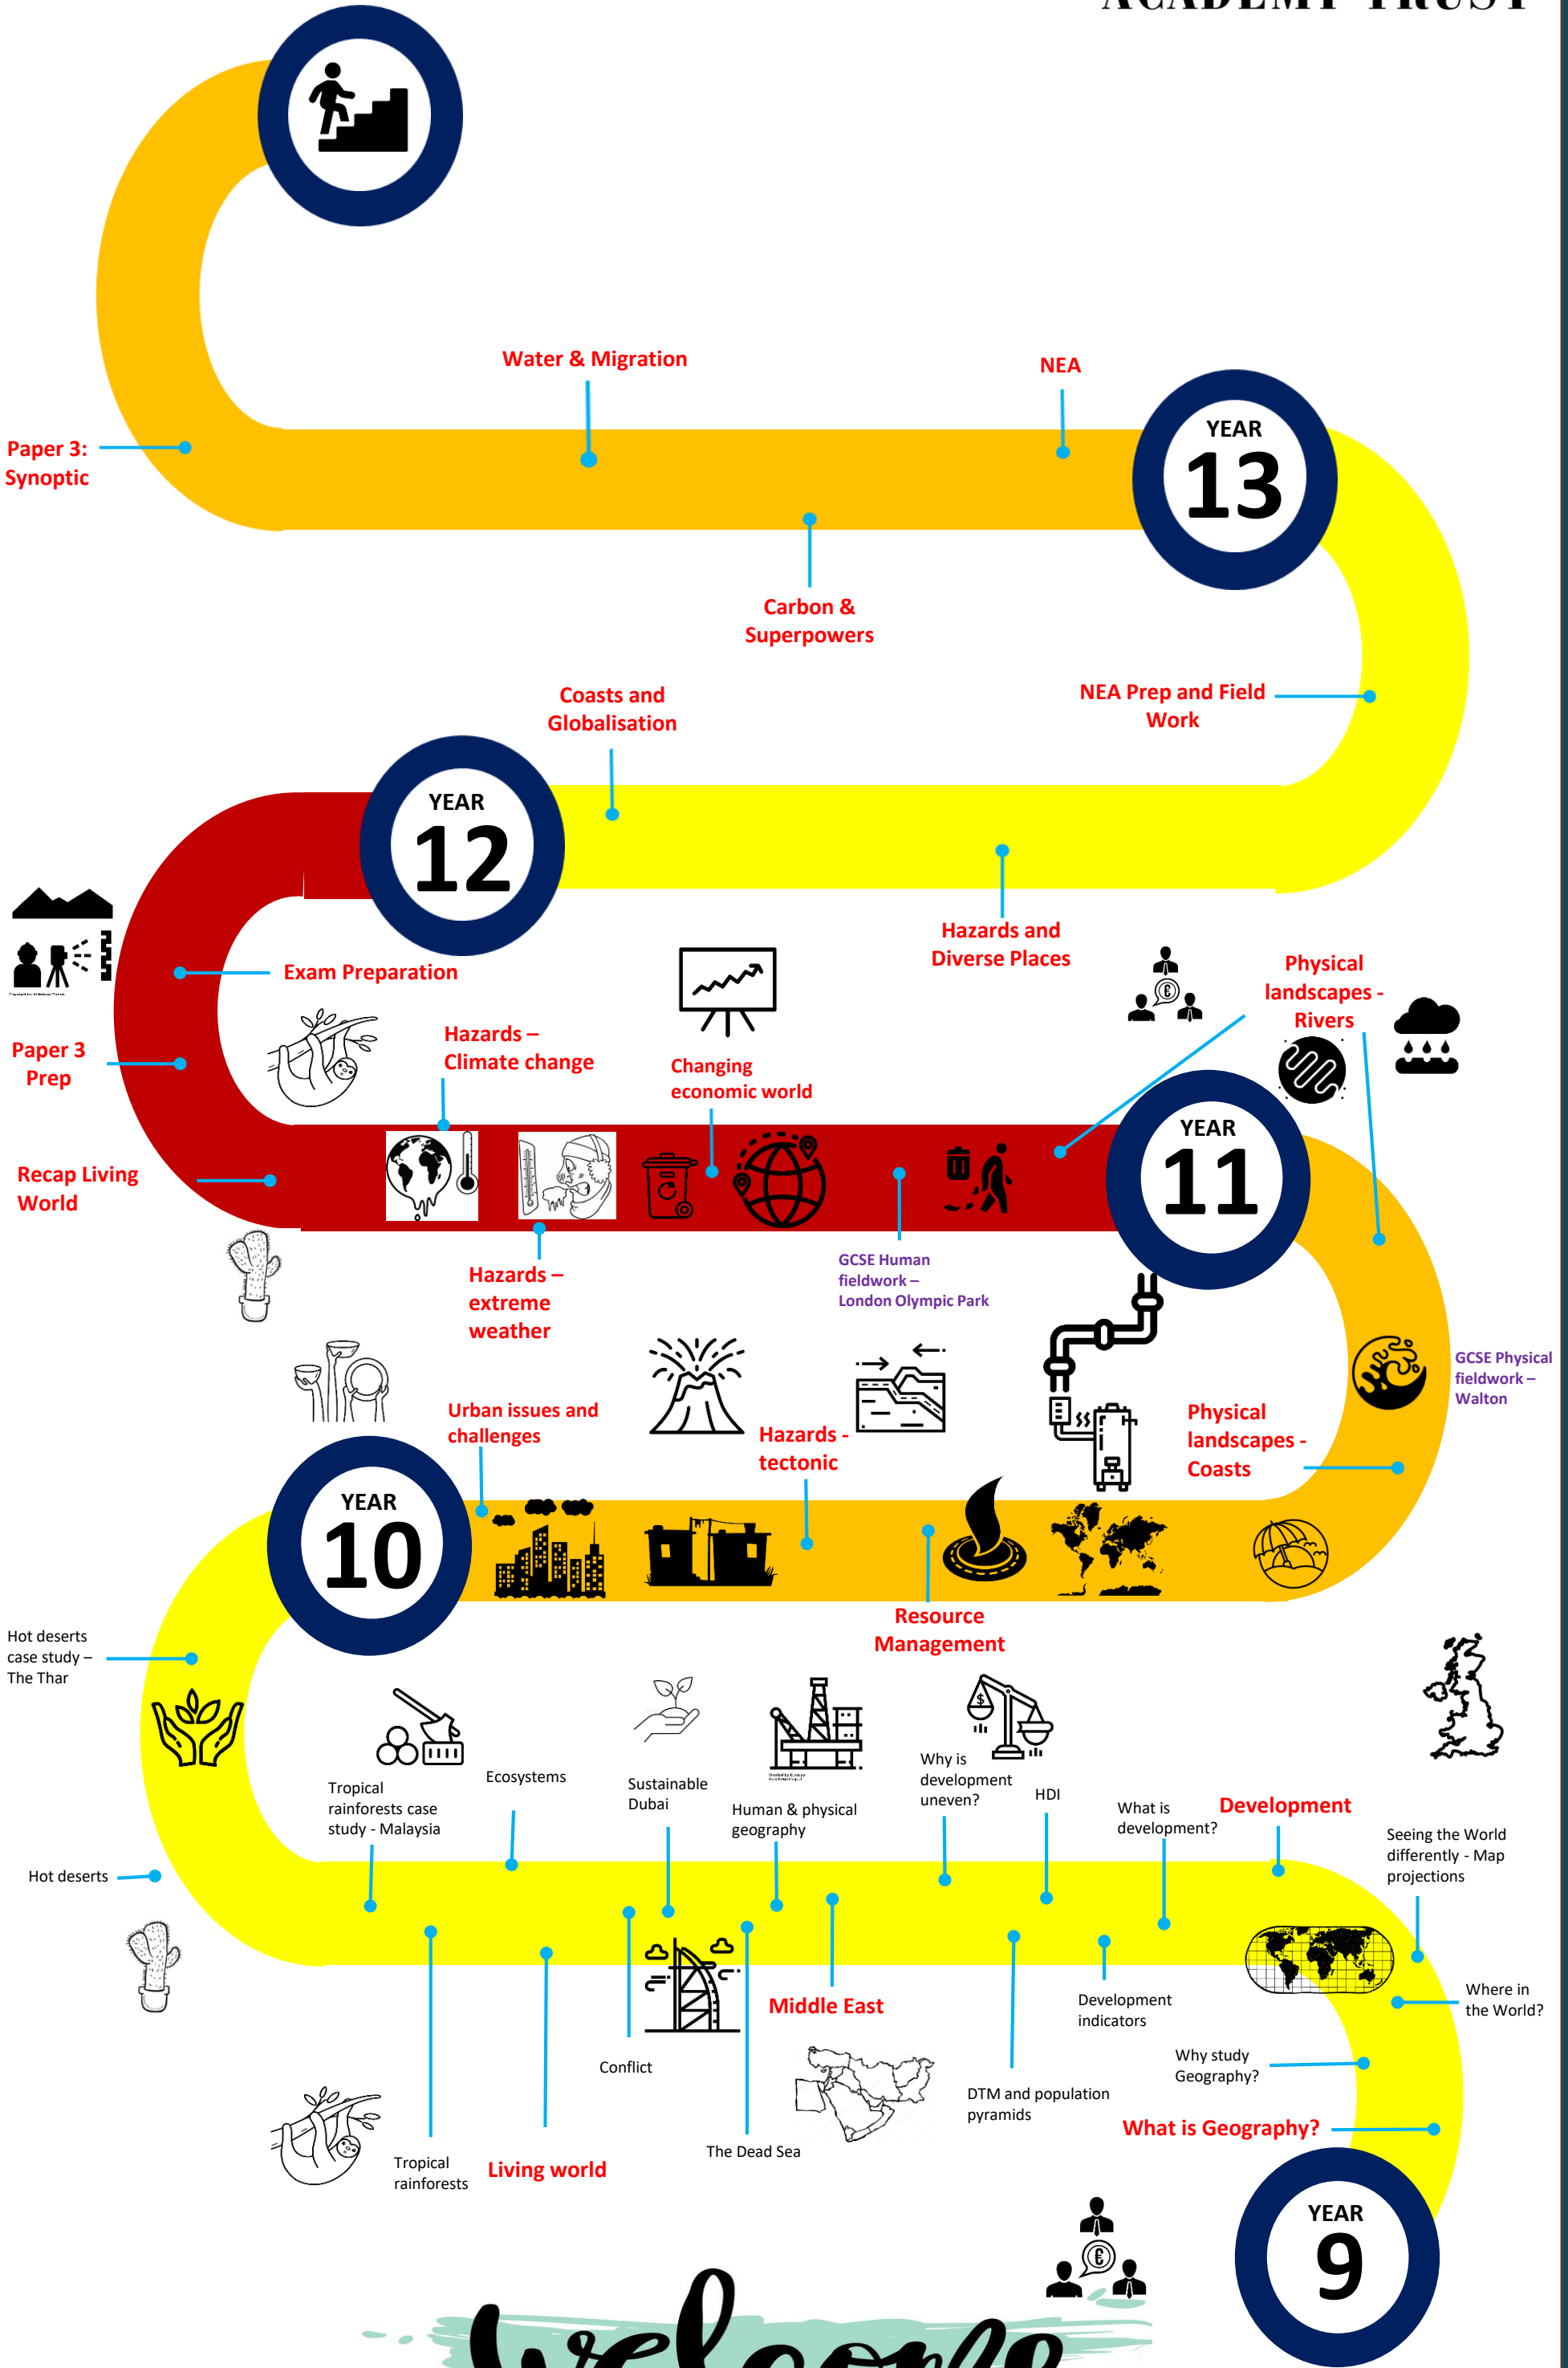 ACADEMY TRUST
Water & Migration
NEA
YEAR
13
Paper 3:
Synoptic
Carbon &
Superpowers
Coasts and
Globalisation
NEA Prep and Field
Work
YEAR
12
Hazards and
Diverse Places
Exam Preparation
Physical
landscapes -
Rivers
Hazards –
Climate change
Paper 3
Prep
Changing
economic world
YEAR
11
Recap Living
World
GCSE Human
fieldwork –
London Olympic Park
Hazards –
extreme
weather
GCSE Physical
fieldwork –
Walton
Urban issues and
challenges
Hazards -
tectonic
Physical
landscapes -
Coasts
YEAR
10
Resource
Management
Hot deserts
case study –
The Thar
Why is
development
uneven?
Ecosystems
Tropical
rainforests case
study - Malaysia
Sustainable
Dubai
Human & physical
geography
HDI
What is
development?
Development
Seeing the World
differently - Map
projections
Hot deserts
Where in
the World?
Middle East
Development
indicators
Conflict
Why study
Geography?
DTM and population
pyramids
What is Geography?
The Dead Sea
Tropical
rainforests
Living world
YEAR
9
welcome